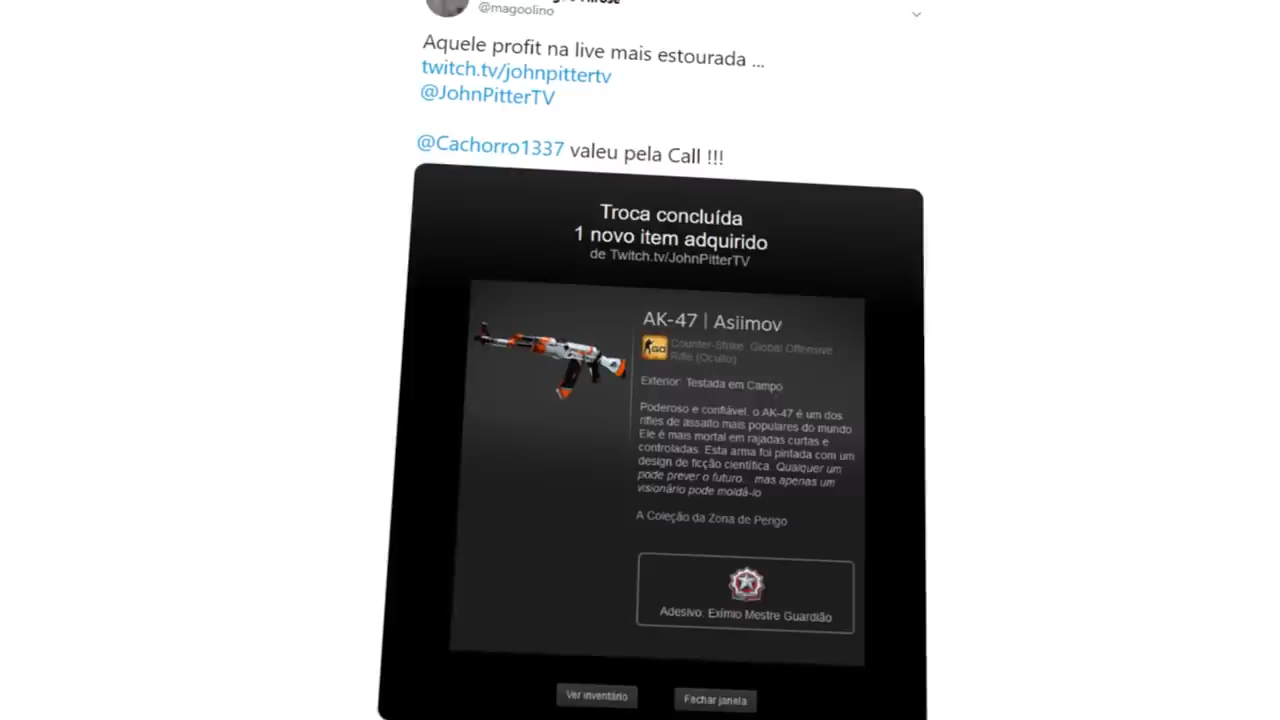 @magoolino
Aquele profit na live mais estourada ...
twitch.tv/johnpittertv
@JohnPitterTV
@Cachorro1337 valeu pela Call !!!
Troca concluída
1 novo item adquirido
de Twitch.tv/JohnPitterTV
AK-47 | Asiimov
Counter-Strike: Global Offensive
Rifle (Oculto)
Exterior: Testada em Campo
Poderoso e confiável, o AK-47 é um dos
rifles de assalto mais populares do mundo.
Ele é mais mortal em rajadas curtas e
controladas. Esta arma foi pintada com um
design de ficção científica. Qualquer um
pode prever o futuro... mas apenas um
visionário pode moldá-lo
A Coleção da Zona de Perigo
Adesivo: Exímio Mestre Guardião
Ver inventário
Fechar janela